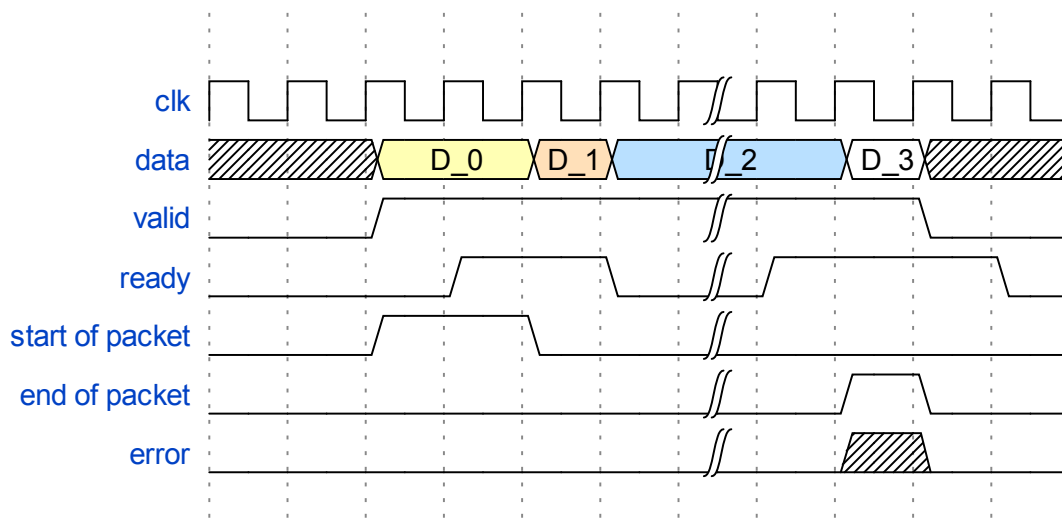 clk
data D_0 D_1 D_2 D_3
valid
ready
start of packet
end of packet
error